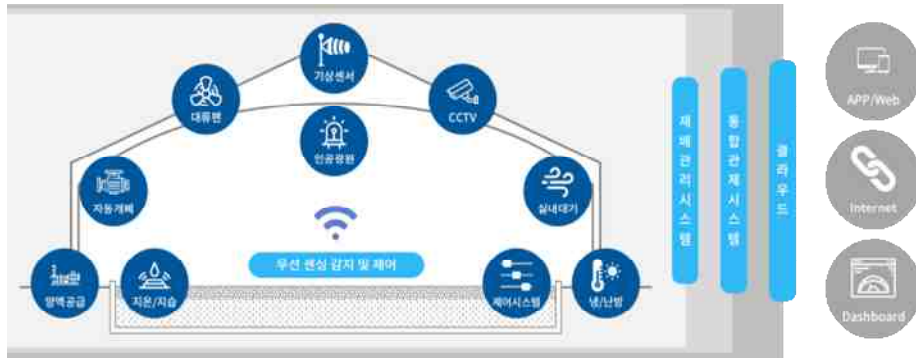 기상센서
대류팬
CCTV
인공광원
자동개폐
실내대기
무선 센싱 감지 및 제어
양액공급
지온/지습
제어시스템
냉/난방
재배관리시스템
통합관제시스템
클라우드
APP/Web
Internet
Dashboard